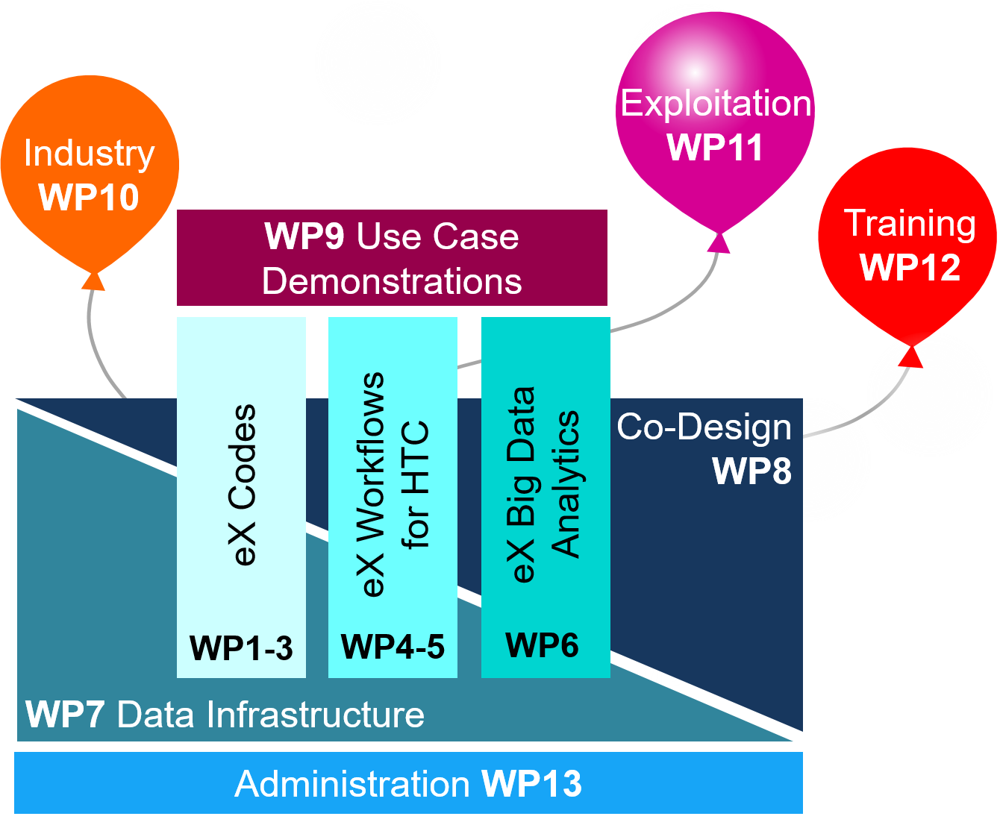 Exploitation
WP11
Industry
WP10
Training
WP12
WP9 Use Case
Demonstrations
eX Codes
WP1-3
eX Workflows
for HTC
WP4-5
eX Big Data
Analytics
WP6
Co-Design
WP8
WP7 Data Infrastructure
Administration WP13